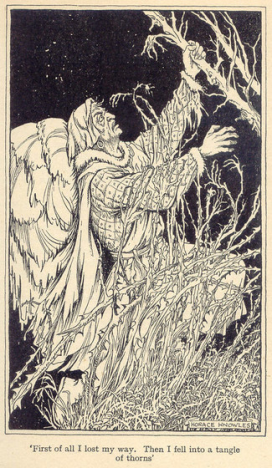 HORACE KNOWLES
'First of all I lost my way. Then I fell into a tangle
of thorns'